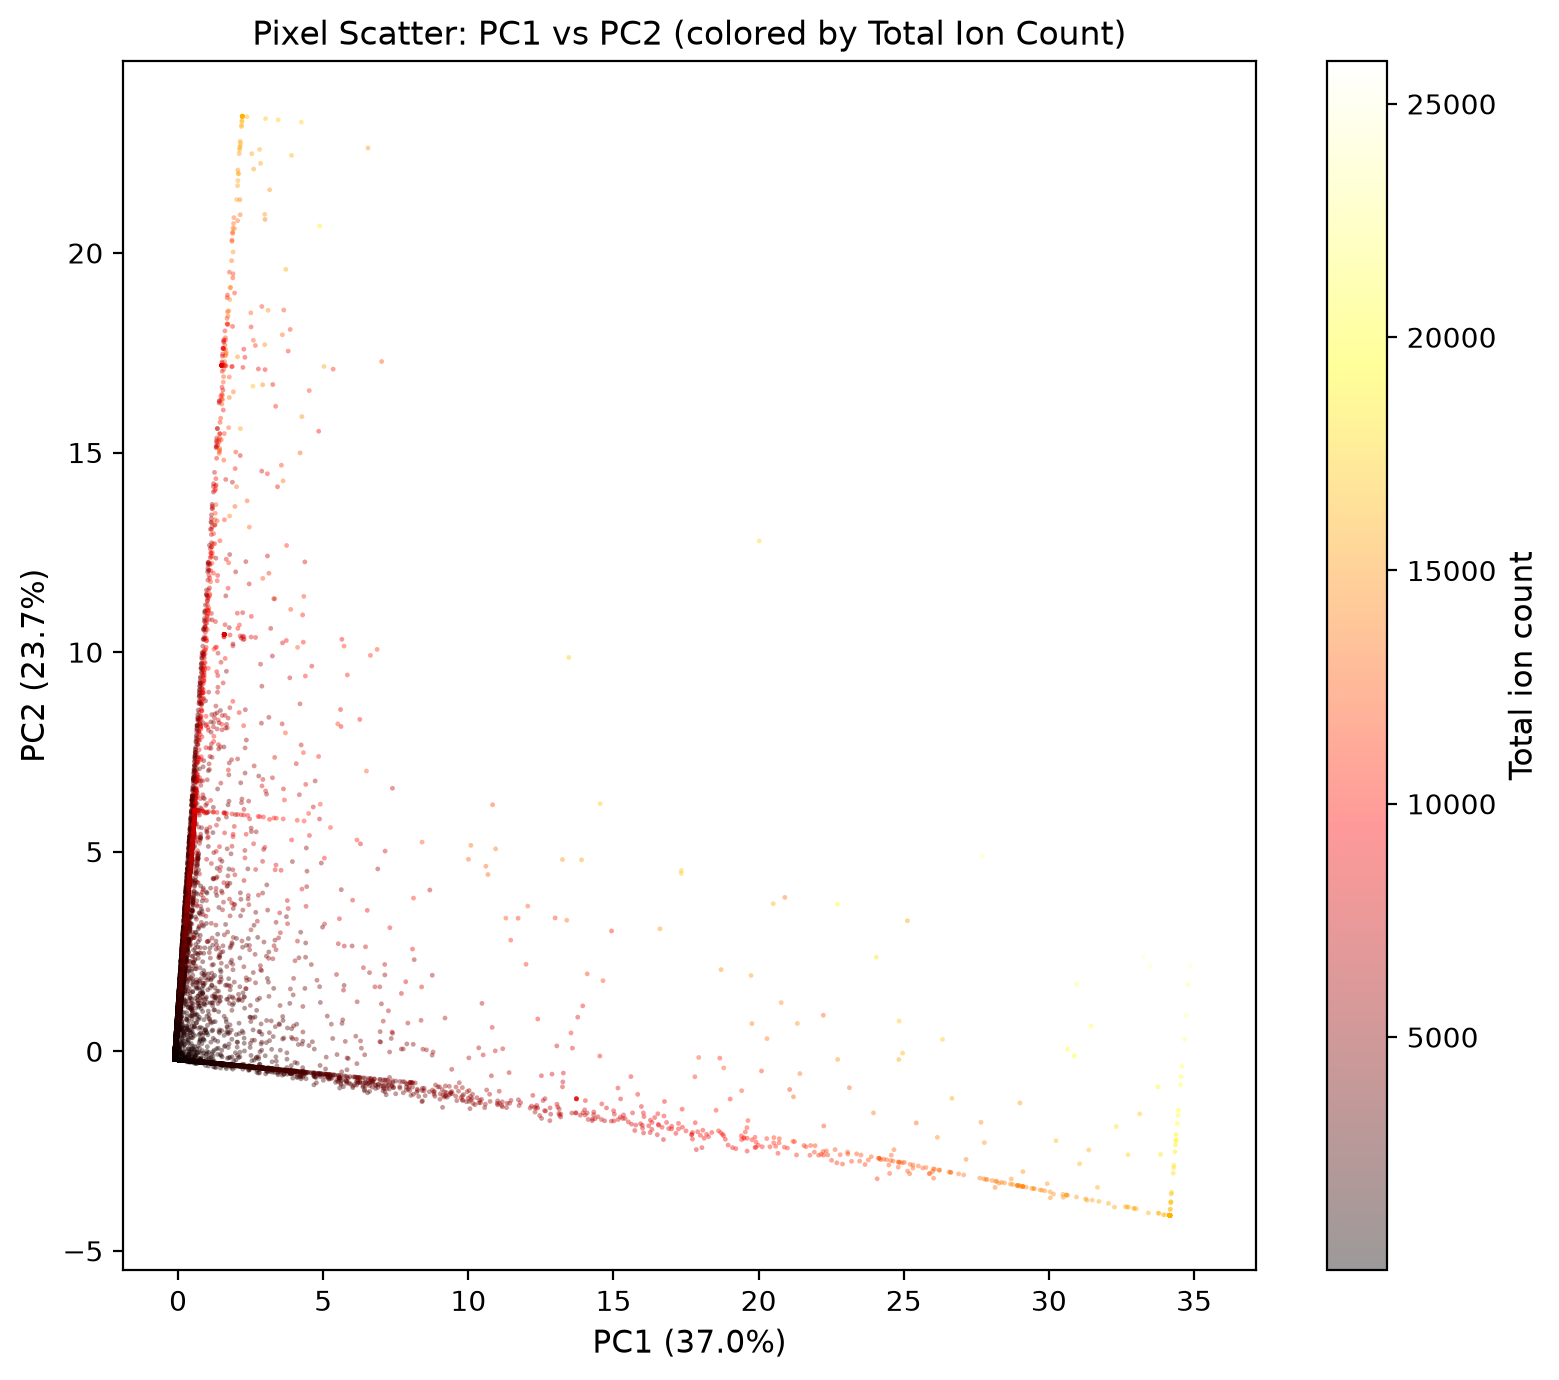 Pixel Scatter: PC1 vs PC2 (colored by Total Ion Count)
20
15
10
5
0
−5
PC2 (23.7%)
0 5 10 15 20 25 30 35
PC1 (37.0%)
25000
20000
15000
10000
5000
Total ion count